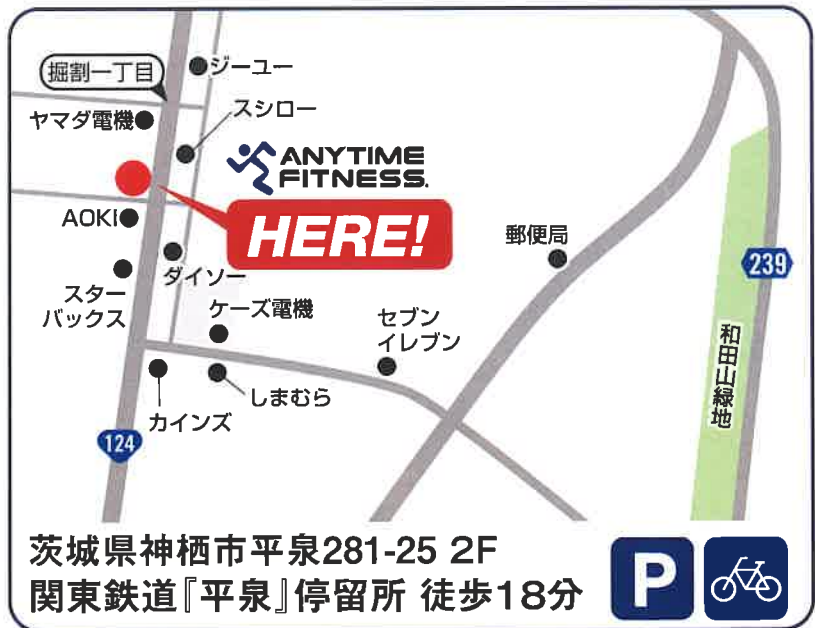 掘割一丁目
ジーユー
スシロー
ヤマダ電機
ANYTIME
FITNESS.
HERE!
AOKI
ダイソー
スター
バックス
ケーズ電機
セブン
イレブン
郵便局
239
和田山緑地
しまむら
カインズ
124
茨城県神栖市平泉281-25 2F
関東鉄道『平泉』停留所 徒歩18分
P